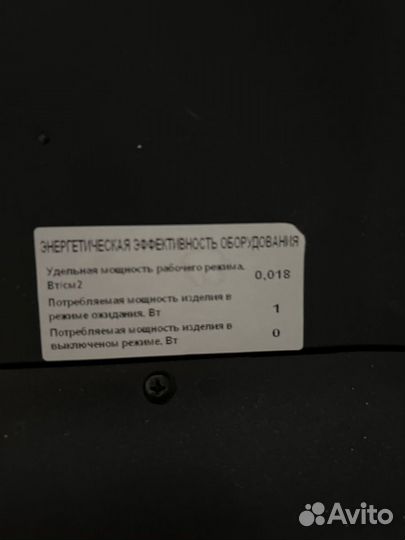 ЭНЕРГЕТИЧЕСКАЯ ЭФФЕКТИВНОСТЬ ОБОРУДОВАНИЯ
Удельная мощность рабочего режима, 0,018
Вт/см2
Потребляемая мощность изделия в
режиме ожидания, Вт 1
Потребляемая мощность изделия в
выключеном режиме, Вт 0
Avito